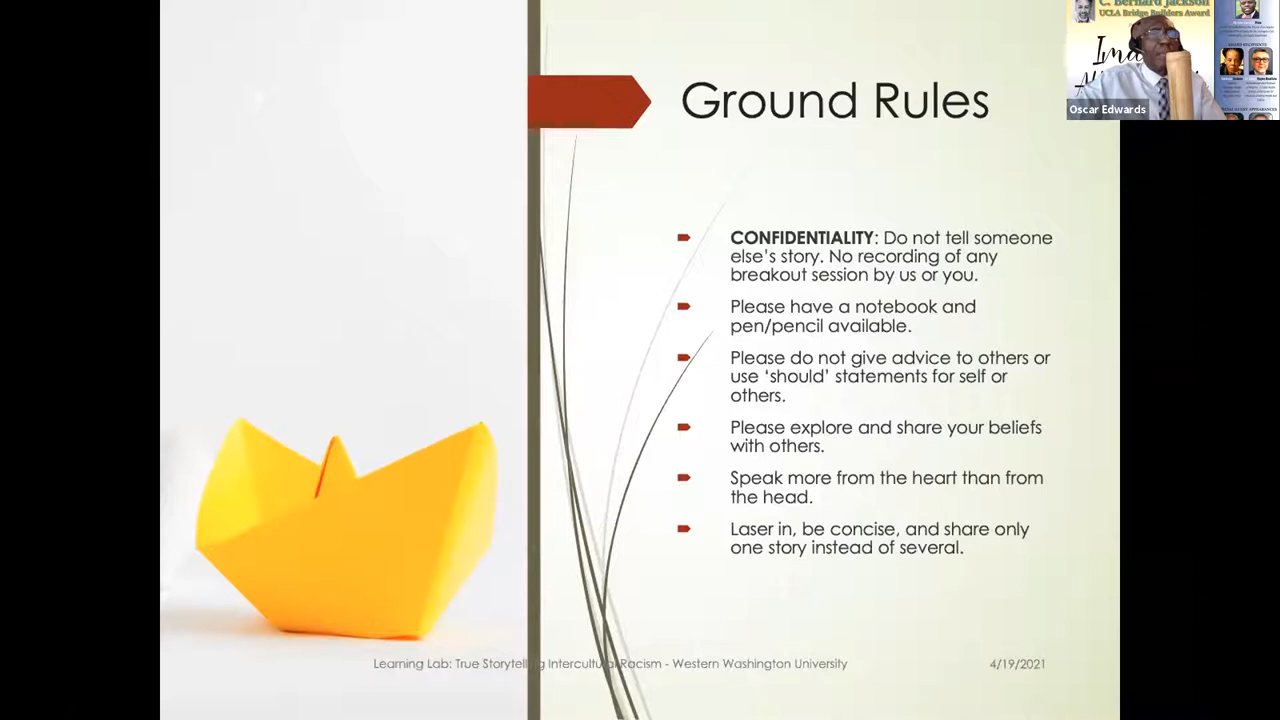 C. Bernard Jackson
UCLA Bridge Builders Award
Oscar Edwards
Ground Rules
CONFIDENTIALITY: Do not tell someone
else's story. No recording of any
breakout session by us or you.
Please have a notebook and
pen/pencil available.
Please do not give advice to others or
use 'should' statements for self or
others.
Please explore and share your beliefs
with others.
Speak more from the heart than from
the head.
Laser in, be concise, and share only
one story instead of several.
Learning Lab: True Storytelling Intercultural Racism - Western Washington University
4/19/2021